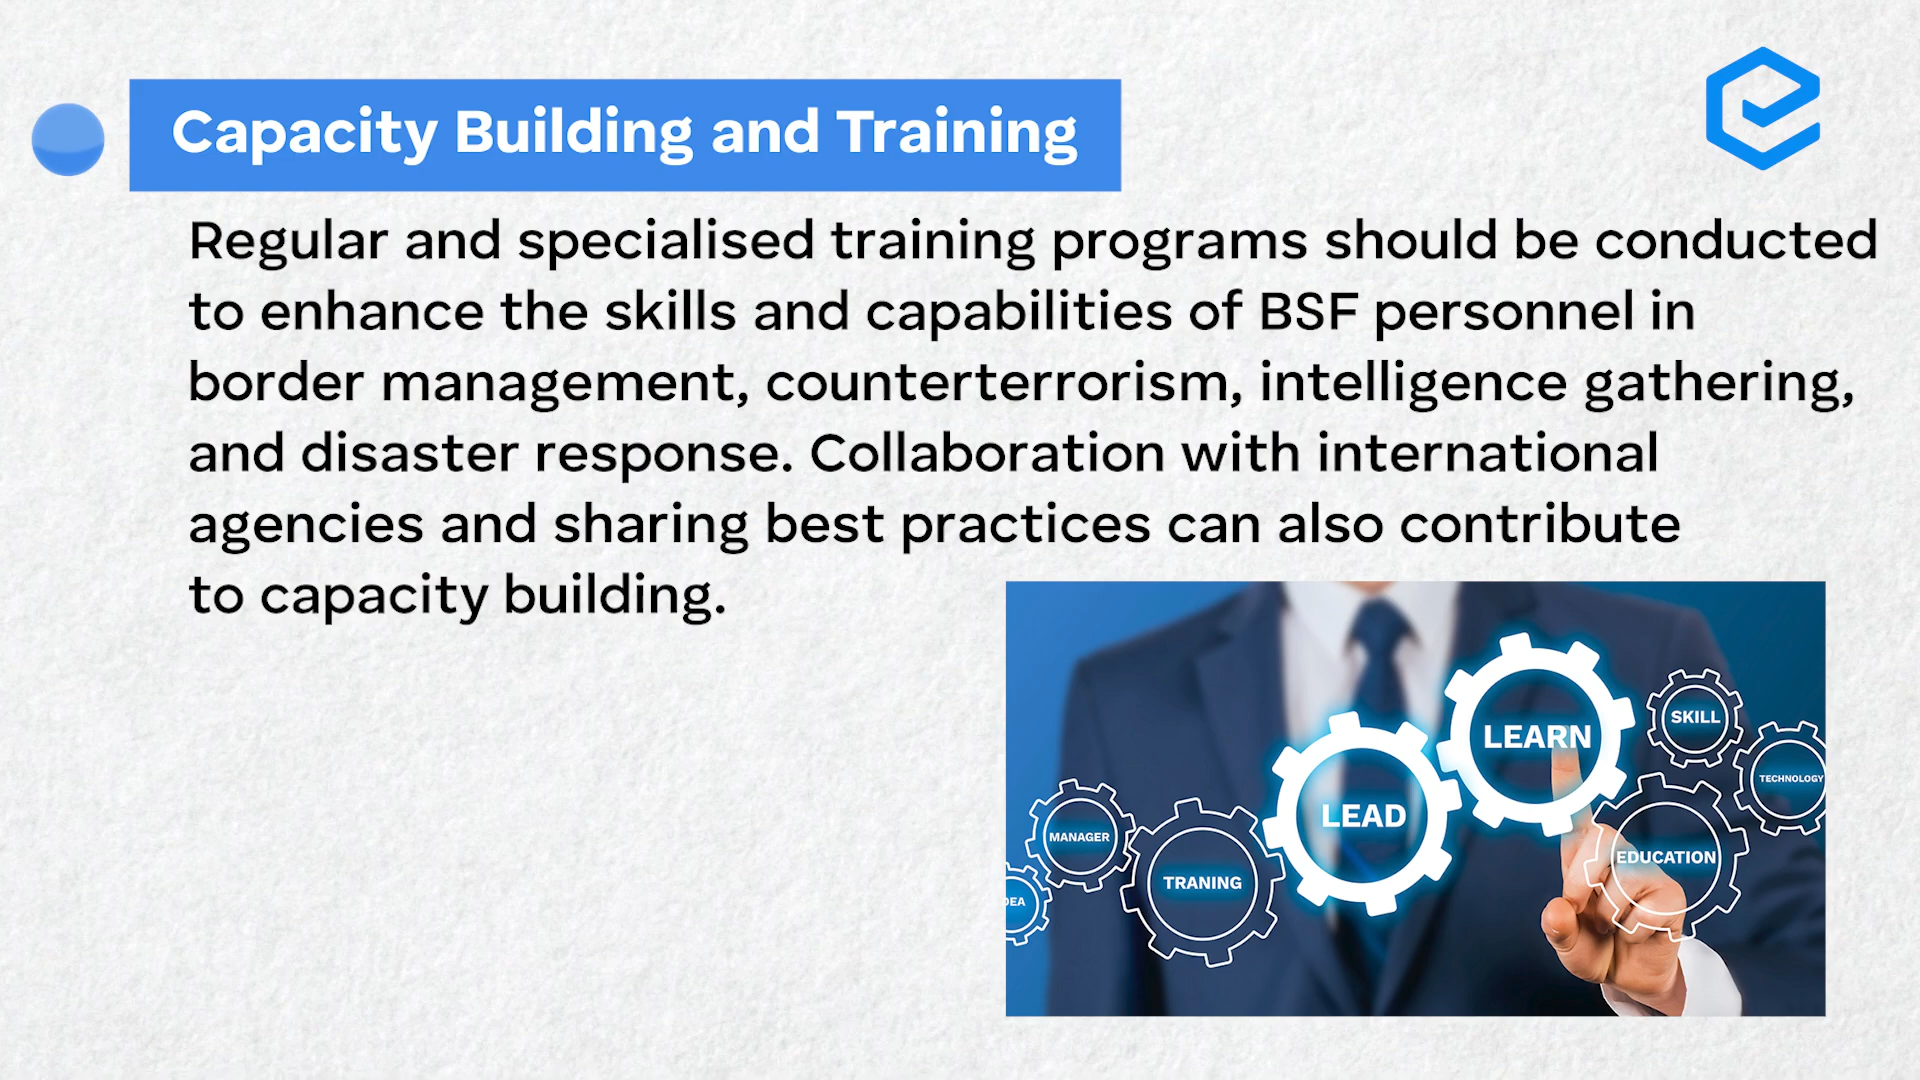 Capacity Building and Training
Regular and specialised training programs should be conducted
to enhance the skills and capabilities of BSF personnel in
border management, counterterrorism, intelligence gathering,
and disaster response. Collaboration with international
agencies and sharing best practices can also contribute
to capacity building.
LEARN
SKILL
TECHNOLOGY
LEAD
MANAGER
EDUCATION
TRANING
DEA